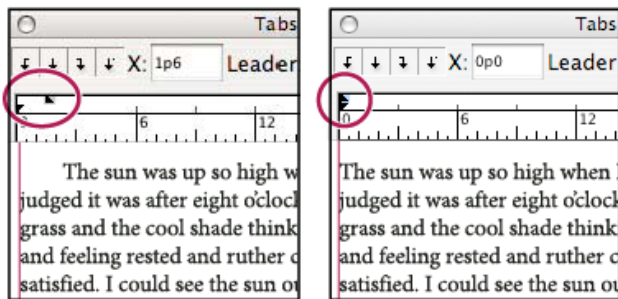 Tabs
X: 1p6 Leader
0 6 12
The sun was up so high w
judged it was after eight o'cloc
grass and the cool shade think
and feeling rested and ruther
satisfied. I could see the sun
Tabs
X: 0p0 Leader
0 6 12
The sun was up so high when
judged it was after eight o'clock
grass and the cool shade think
and feeling rested and ruther
satisfied. I could see the sun